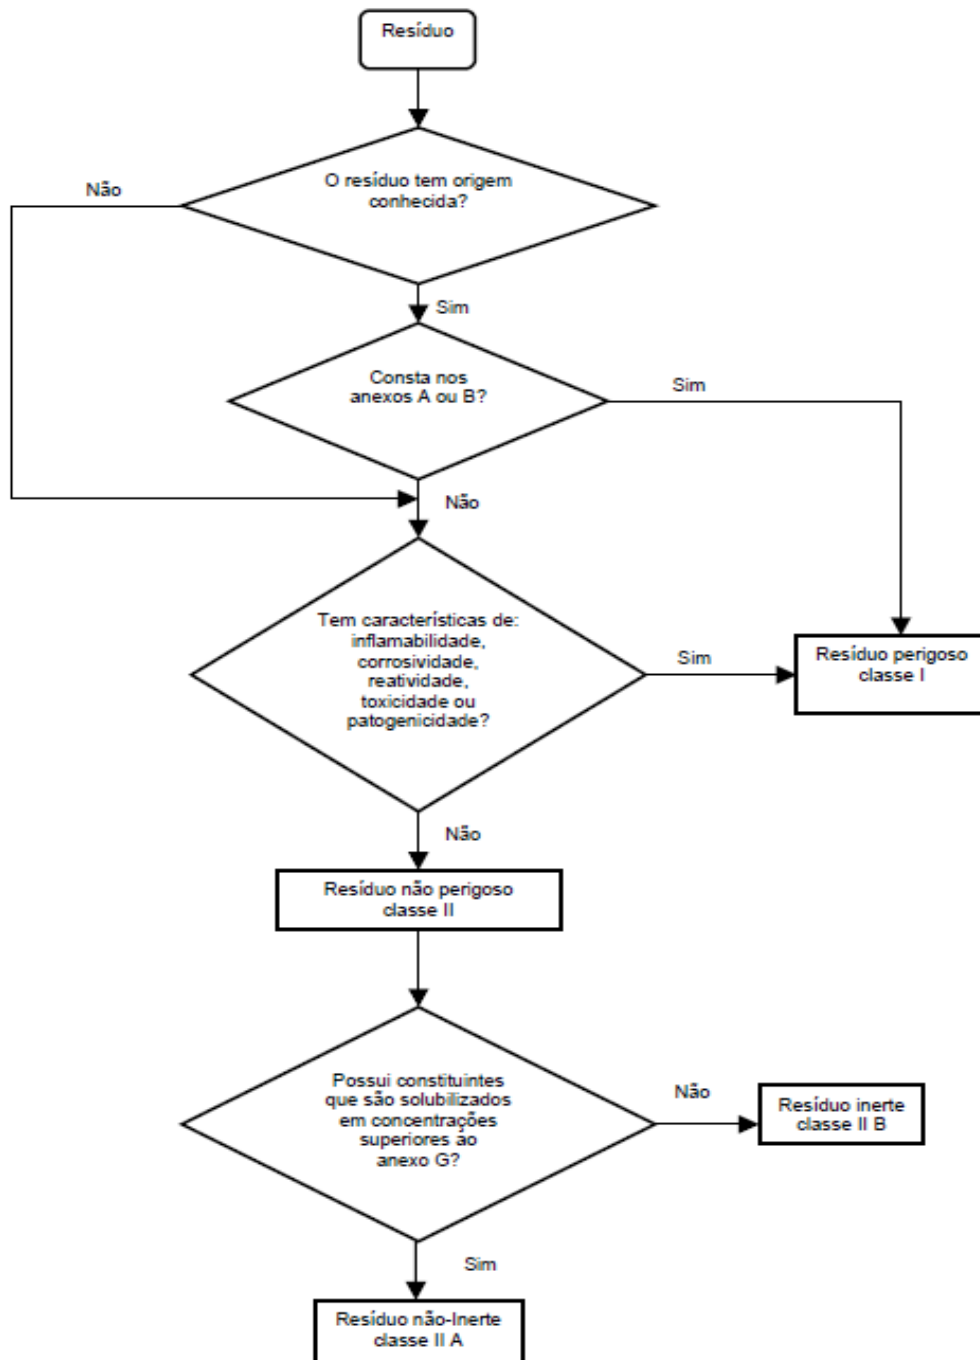 Resíduo
O resíduo tem origem
conhecida?
Não
Sim
Consta nos
anexos A ou B?
Sim
Não
Tem características de:
inflamabilidade,
corrosividade,
reatividade,
toxicidade ou
patogenicidade?
Sim
Resíduo perigoso
classe I
Não
Resíduo não perigoso
classe II
Possui constituintes
que são solubilizados
em concentrações
superiores ao
anexo G?
Não
Resíduo inerte
classe II B
Sim
Resíduo não-Inerte
classe II A